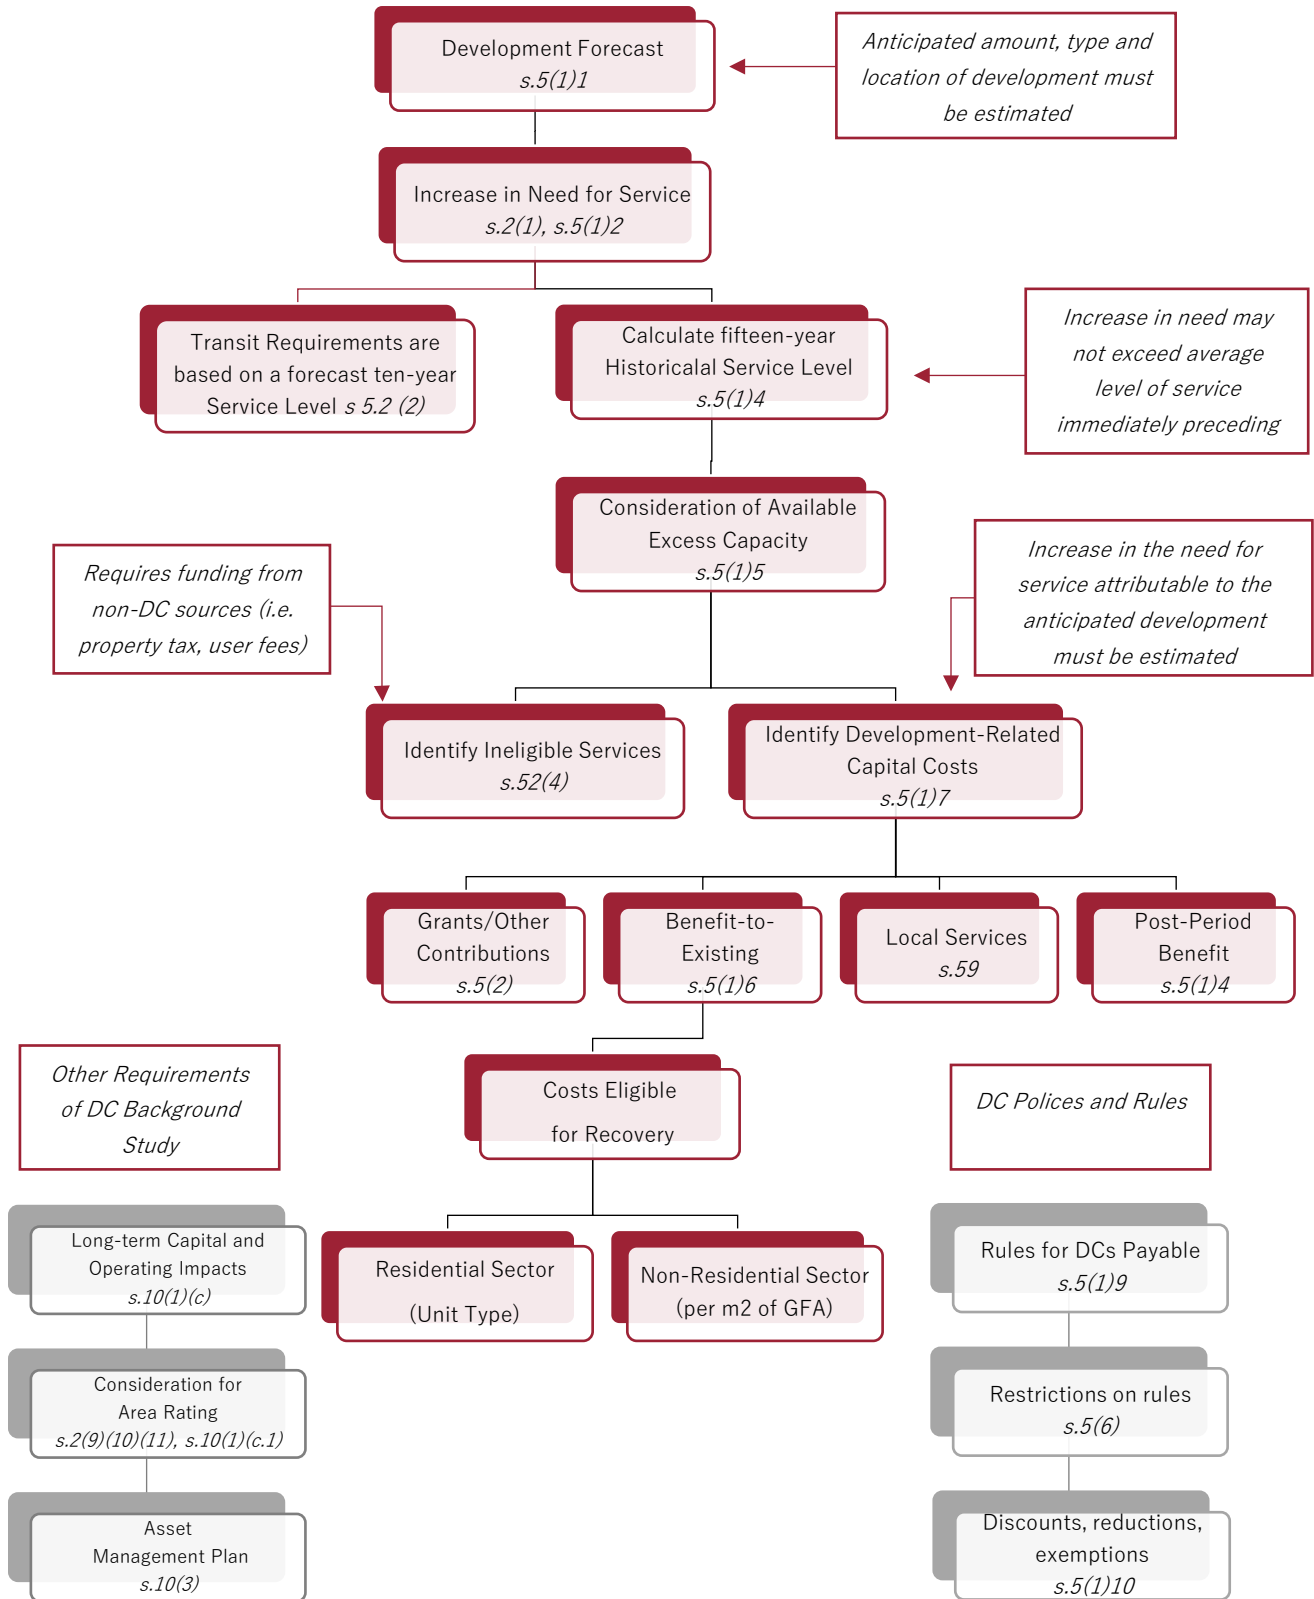 Development Forecast
s.5(1)1
Anticipated amount, type and
location of development must
be estimated
Increase in Need for Service
s.2(1), s.5(1)2
Transit Requirements are
based on a forecast ten-year
Service Level s 5.2 (2)
Calculate fifteen-year
Historicalal Service Level
s.5(1)4
Increase in need may
not exceed average
level of service
immediately preceding
Consideration of Available
Excess Capacity
s.5(1)5
Requires funding from
non-DC sources (i.e.
property tax, user fees)
Increase in the need for
service attributable to the
anticipated development
must be estimated
Identify Ineligible Services
s.52(4)
Identify Development-Related
Capital Costs
s.5(1)7
Grants/Other
Contributions
s.5(2)
Benefit-to-
Existing
s.5(1)6
Local Services
s.59
Post-Period
Benefit
s.5(1)4
Costs Eligible
for Recovery
Residential Sector
(Unit Type)
Non-Residential Sector
(per m2 of GFA)
Other Requirements
of DC Background
Study
Long-term Capital and
Operating Impacts
s.10(1)(c)
Consideration for
Area Rating
s.2(9)(10)(11), s.10(1)(c.1)
Asset
Management Plan
s.10(3)
DC Polices and Rules
Rules for DCs Payable
s.5(1)9
Restrictions on rules
s.5(6)
Discounts, reductions,
exemptions
s.5(1)10